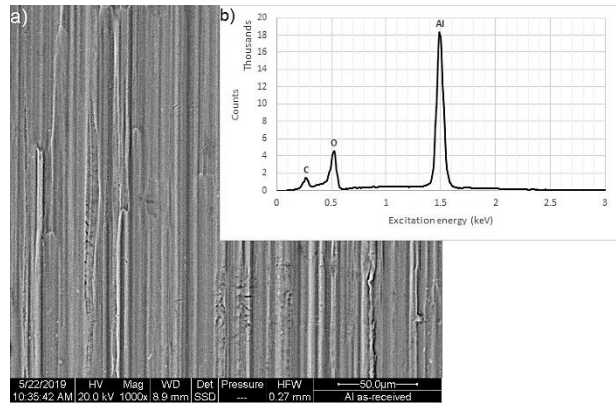 a)
b)
Thousands
Counts
20
18
16
14
12
10
8
6
4
2
0
C
O
Al
0 0.5 1 1.5 2 2.5 3
Excitation energy (keV)
5/22/2019 HV Mag WD Det Pressure HFW 50.0µm
10:35:42 AM 20.0 kV 1000x 8.9 mm SSD --- 0.27 mm Al as-received